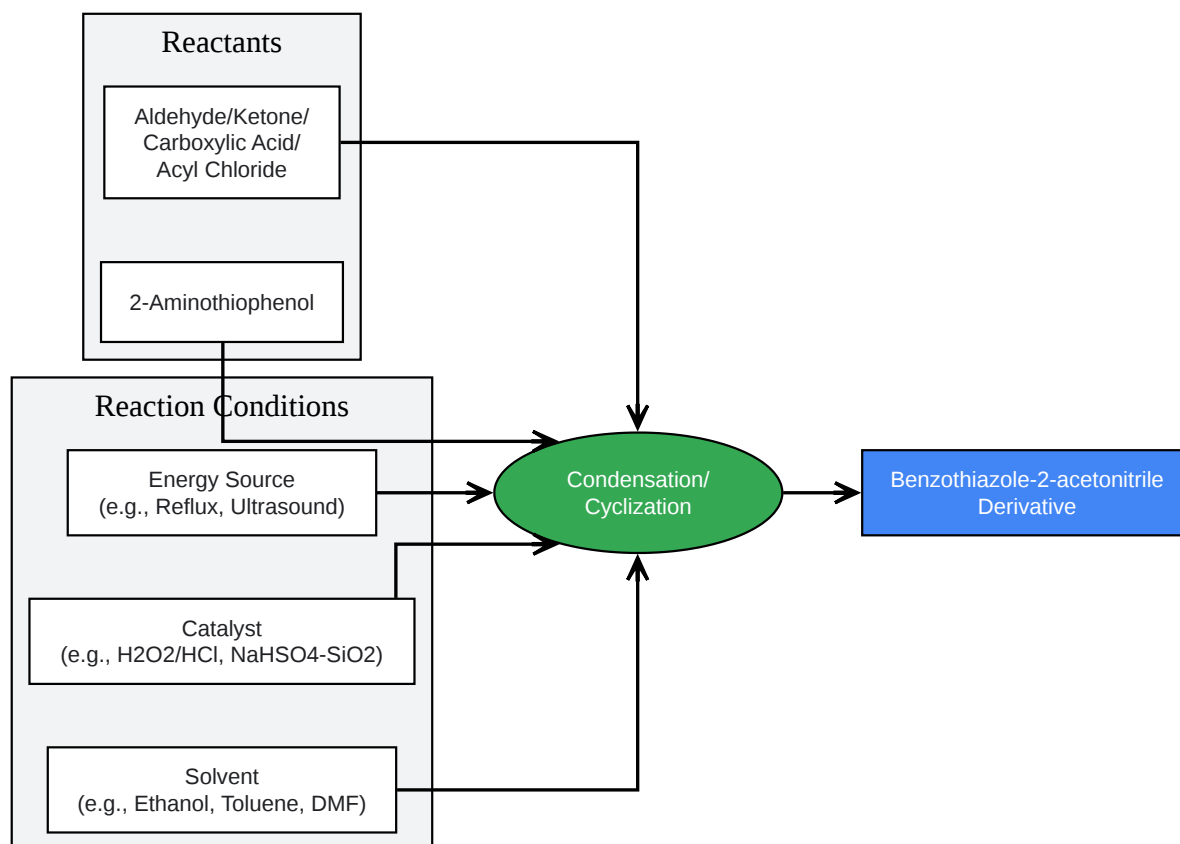 Reactants
Aldehyde/Ketone/
Carboxylic Acid/
Acyl Chloride
2-Aminothiophenol
Reaction Conditions
Energy Source
(e.g., Reflux, Ultrasound)
Catalyst
(e.g., H2O2/HCl, NaHSO4-SiO2)
Solvent
(e.g., Ethanol, Toluene, DMF)
Condensation/
Cyclization
Benzothiazole-2-acetonitrile
Derivative